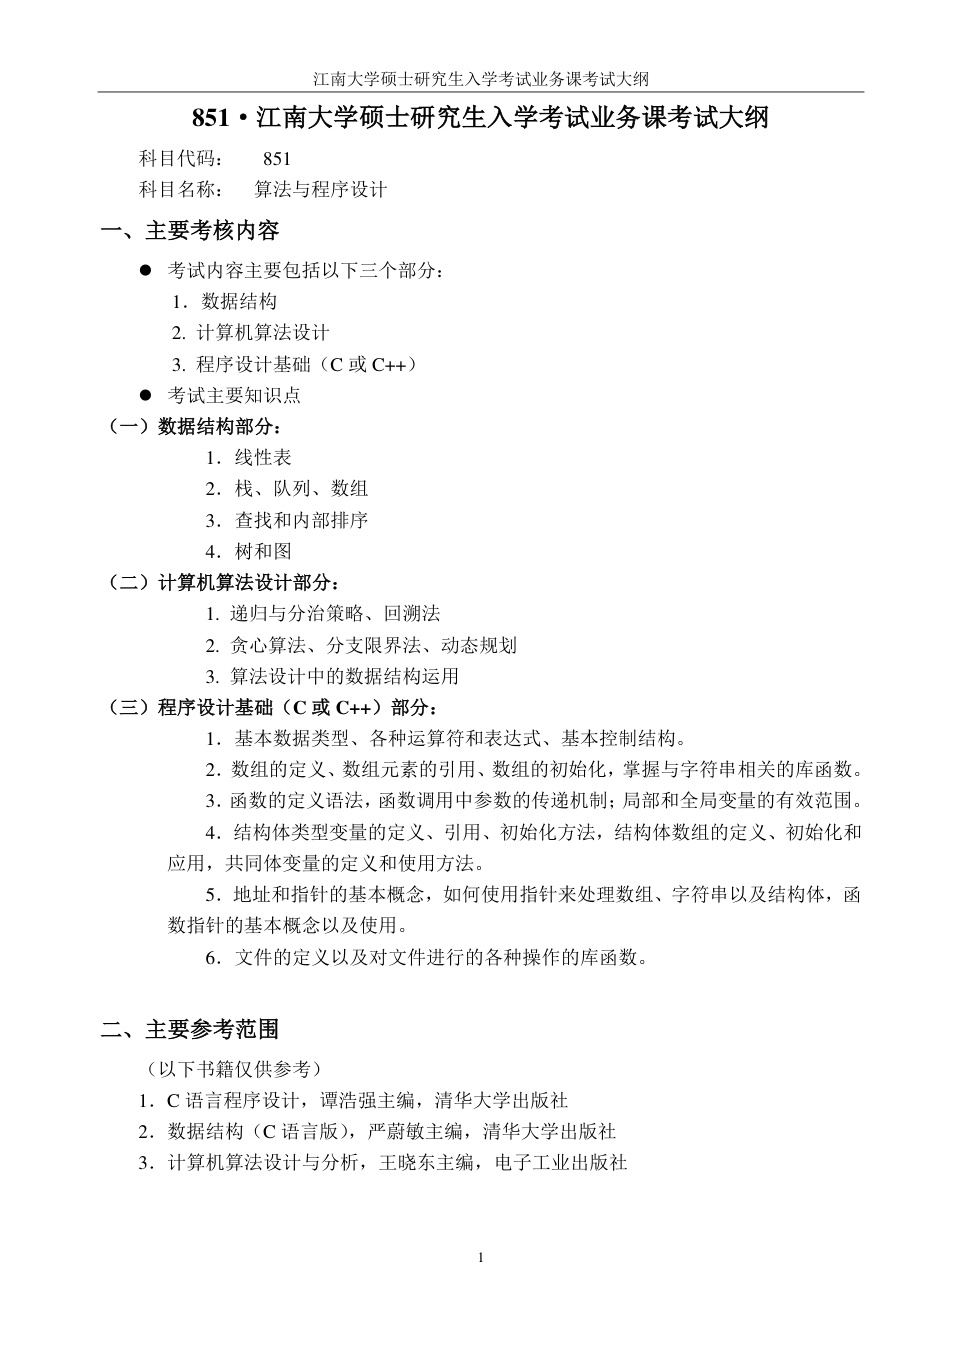 江南大学硕士研究生入学考试业务课考试大纲
851·江南大学硕士研究生入学考试业务课考试大纲
科目代码： 851
科目名称： 算法与程序设计
一、主要考核内容
● 考试内容主要包括以下三个部分：
1．数据结构
2. 计算机算法设计
3. 程序设计基础（C 或 C++）
● 考试主要知识点
（一）数据结构部分：
1．线性表
2．栈、队列、数组
3．查找和内部排序
4．树和图
（二）计算机算法设计部分：
1. 递归与分治策略、回溯法
2. 贪心算法、分支限界法、动态规划
3. 算法设计中的数据结构运用
（三）程序设计基础（C 或 C++）部分：
1．基本数据类型、各种运算符和表达式、基本控制结构。
2．数组的定义、数组元素的引用、数组的初始化，掌握与字符串相关的库函数。
3．函数的定义语法，函数调用中参数的传递机制；局部和全局变量的有效范围。
4．结构体类型变量的定义、引用、初始化方法，结构体数组的定义、初始化和
应用，共同体变量的定义和使用方法。
5．地址和指针的基本概念，如何使用指针来处理数组、字符串以及结构体，函
数指针的基本概念以及使用。
6．文件的定义以及对文件进行的各种操作的库函数。
二、主要参考范围
（以下书籍仅供参考）
1．C 语言程序设计，谭浩强主编，清华大学出版社
2．数据结构（C 语言版），严蔚敏主编，清华大学出版社
3．计算机算法设计与分析，王晓东主编，电子工业出版社
1